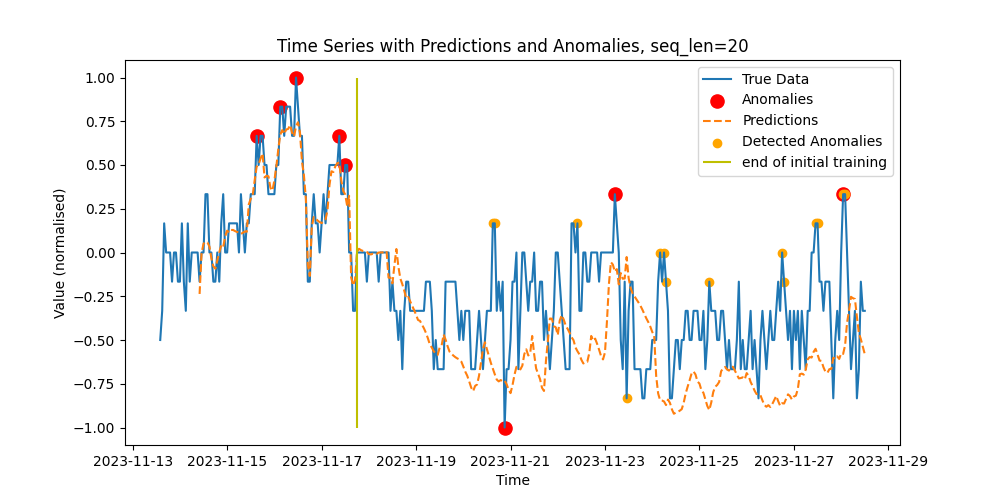 Time Series with Predictions and Anomalies, seq_len=20
True Data
Anomalies
Predictions
Detected Anomalies
end of initial training
Value (normalised)
1.00
0.75
0.50
0.25
0.00
−0.25
−0.50
−0.75
−1.00
2023-11-13 2023-11-15 2023-11-17 2023-11-19 2023-11-21 2023-11-23 2023-11-25 2023-11-27 2023-11-29
Time